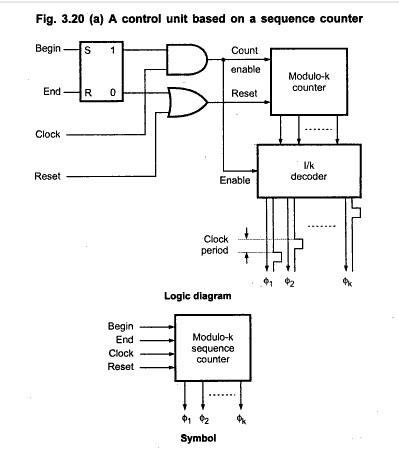 Fig. 3.20 (a) A control unit based on a sequence counter
Begin
S 1
Count
enable
Modulo-k
counter
End
R 0
Reset
Clock
Reset
Enable
I/k
decoder
Clock
period
ϕ1 ϕ2 ϕk
Logic diagram
Begin
End
Clock
Reset
Modulo-k
sequence
counter
ϕ1 ϕ2 ϕk
Symbol